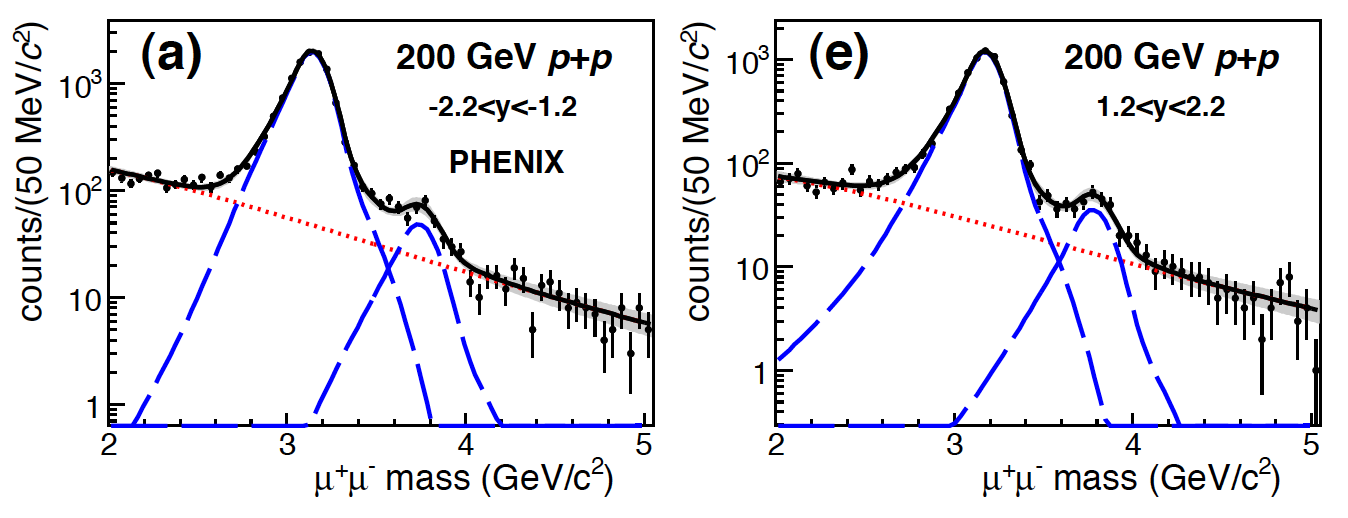 (a)
200 GeV p+p
-2.2<y<-1.2
PHENIX
counts/(50 MeV/c²)
10³
10²
10
1
2 3 4 5
μ⁺μ⁻ mass (GeV/c²)
(e)
200 GeV p+p
1.2<y<2.2
counts/(50 MeV/c²)
10³
10²
10
1
2 3 4 5
μ⁺μ⁻ mass (GeV/c²)